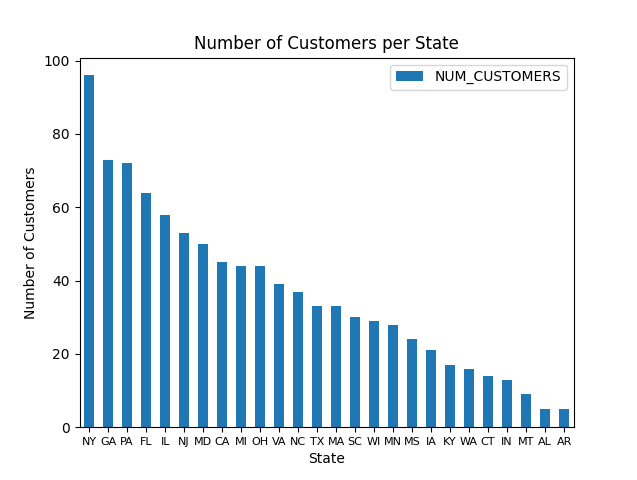 Number of Customers per State
NUM_CUSTOMERS
Number of Customers
100
80
60
40
20
0
NY GA PA FL IL NJ MD CA MI OH VA NC TX MA SC WI MN MS IA KY WA CT IN MT AL AR
State